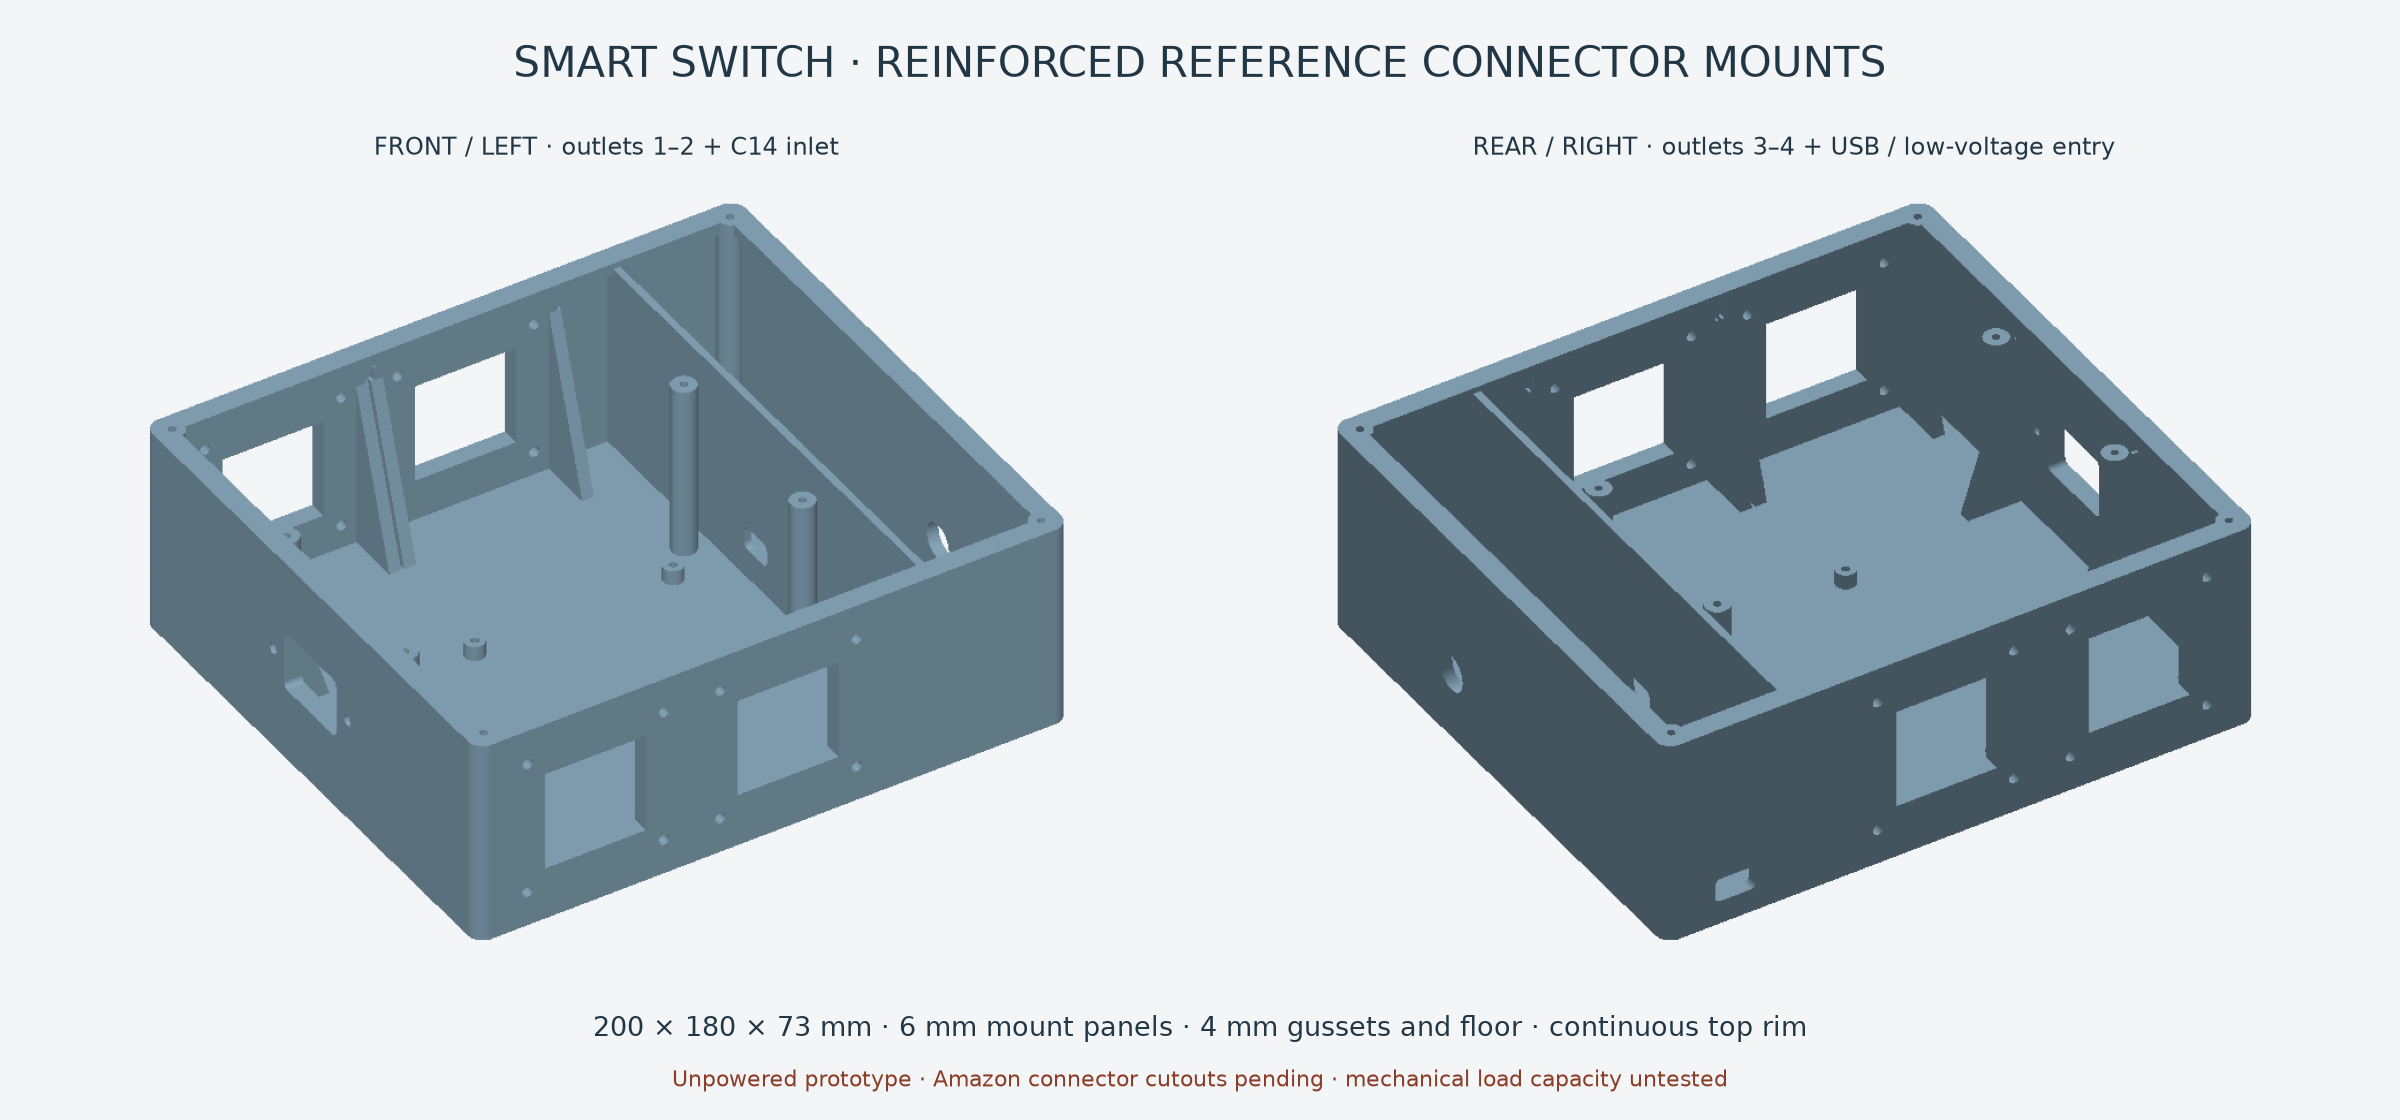 SMART SWITCH · REINFORCED REFERENCE CONNECTOR MOUNTS
FRONT / LEFT · outlets 1–2 + C14 inlet
REAR / RIGHT · outlets 3–4 + USB / low-voltage entry
200 × 180 × 73 mm · 6 mm mount panels · 4 mm gussets and floor · continuous top rim
Unpowered prototype · Amazon connector cutouts pending · mechanical load capacity untested